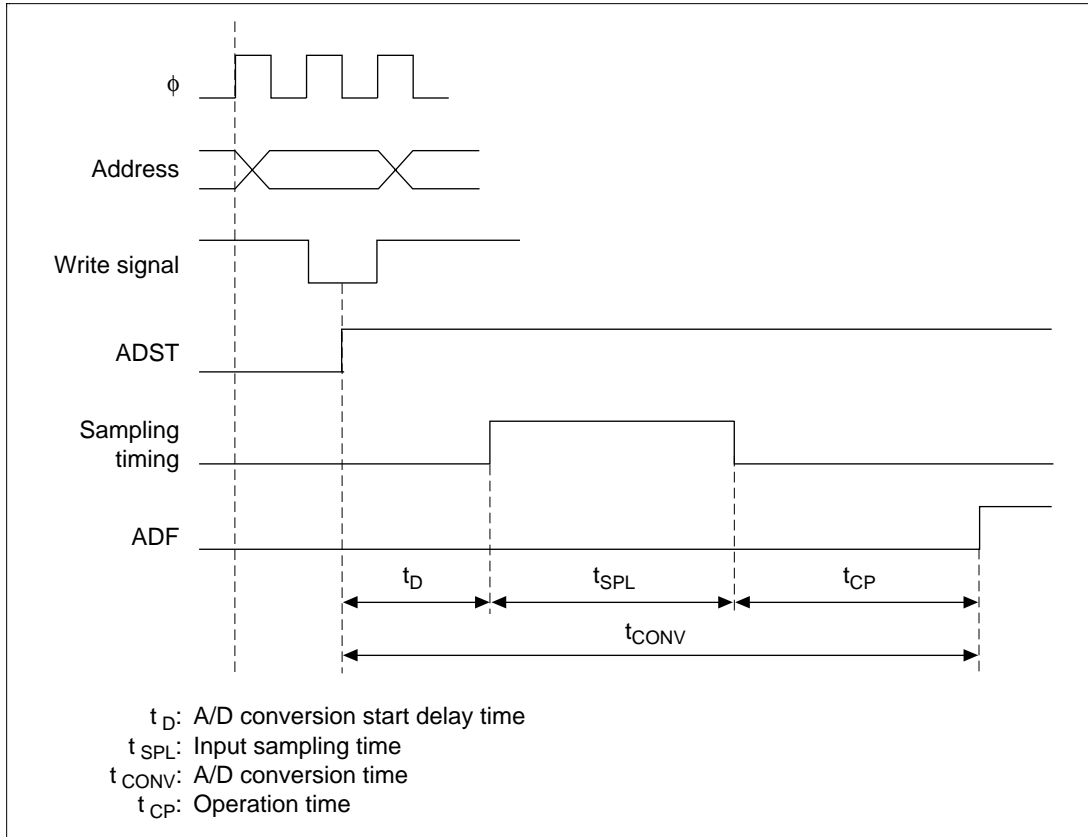 ϕ
Address
Write signal
ADST
Sampling
timing
ADF
tD
tSPL
tCP
tCONV
tD: A/D conversion start delay time
tSPL: Input sampling time
tCONV: A/D conversion time
tCP: Operation time